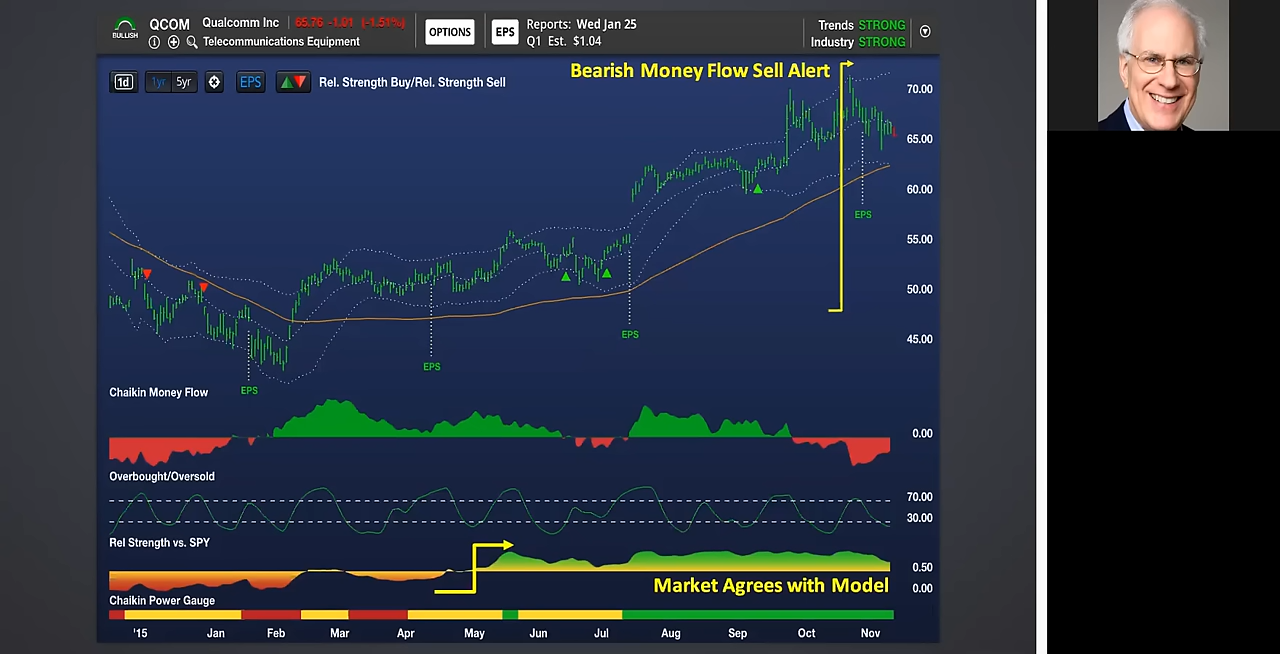 BULLISH
QCOM Qualcomm Inc 65.76 -1.01 (-1.51%)
Telecommunications Equipment
OPTIONS
EPS
Reports: Wed Jan 25
Q1 Est. $1.04
Trends STRONG
Industry STRONG
Bearish Money Flow Sell Alert
1d 1yr 5yr EPS Rel. Strength Buy/Rel. Strength Sell
70.00
65.00
60.00
EPS
55.00
50.00
EPS
45.00
EPS
EPS
Chaikin Money Flow
0.00
Overbought/Oversold
70.00
30.00
Rel Strength vs. SPY
0.50
Market Agrees with Model
0.00
Chaikin Power Gauge
'15 Jan Feb Mar Apr May Jun Jul Aug Sep Oct Nov